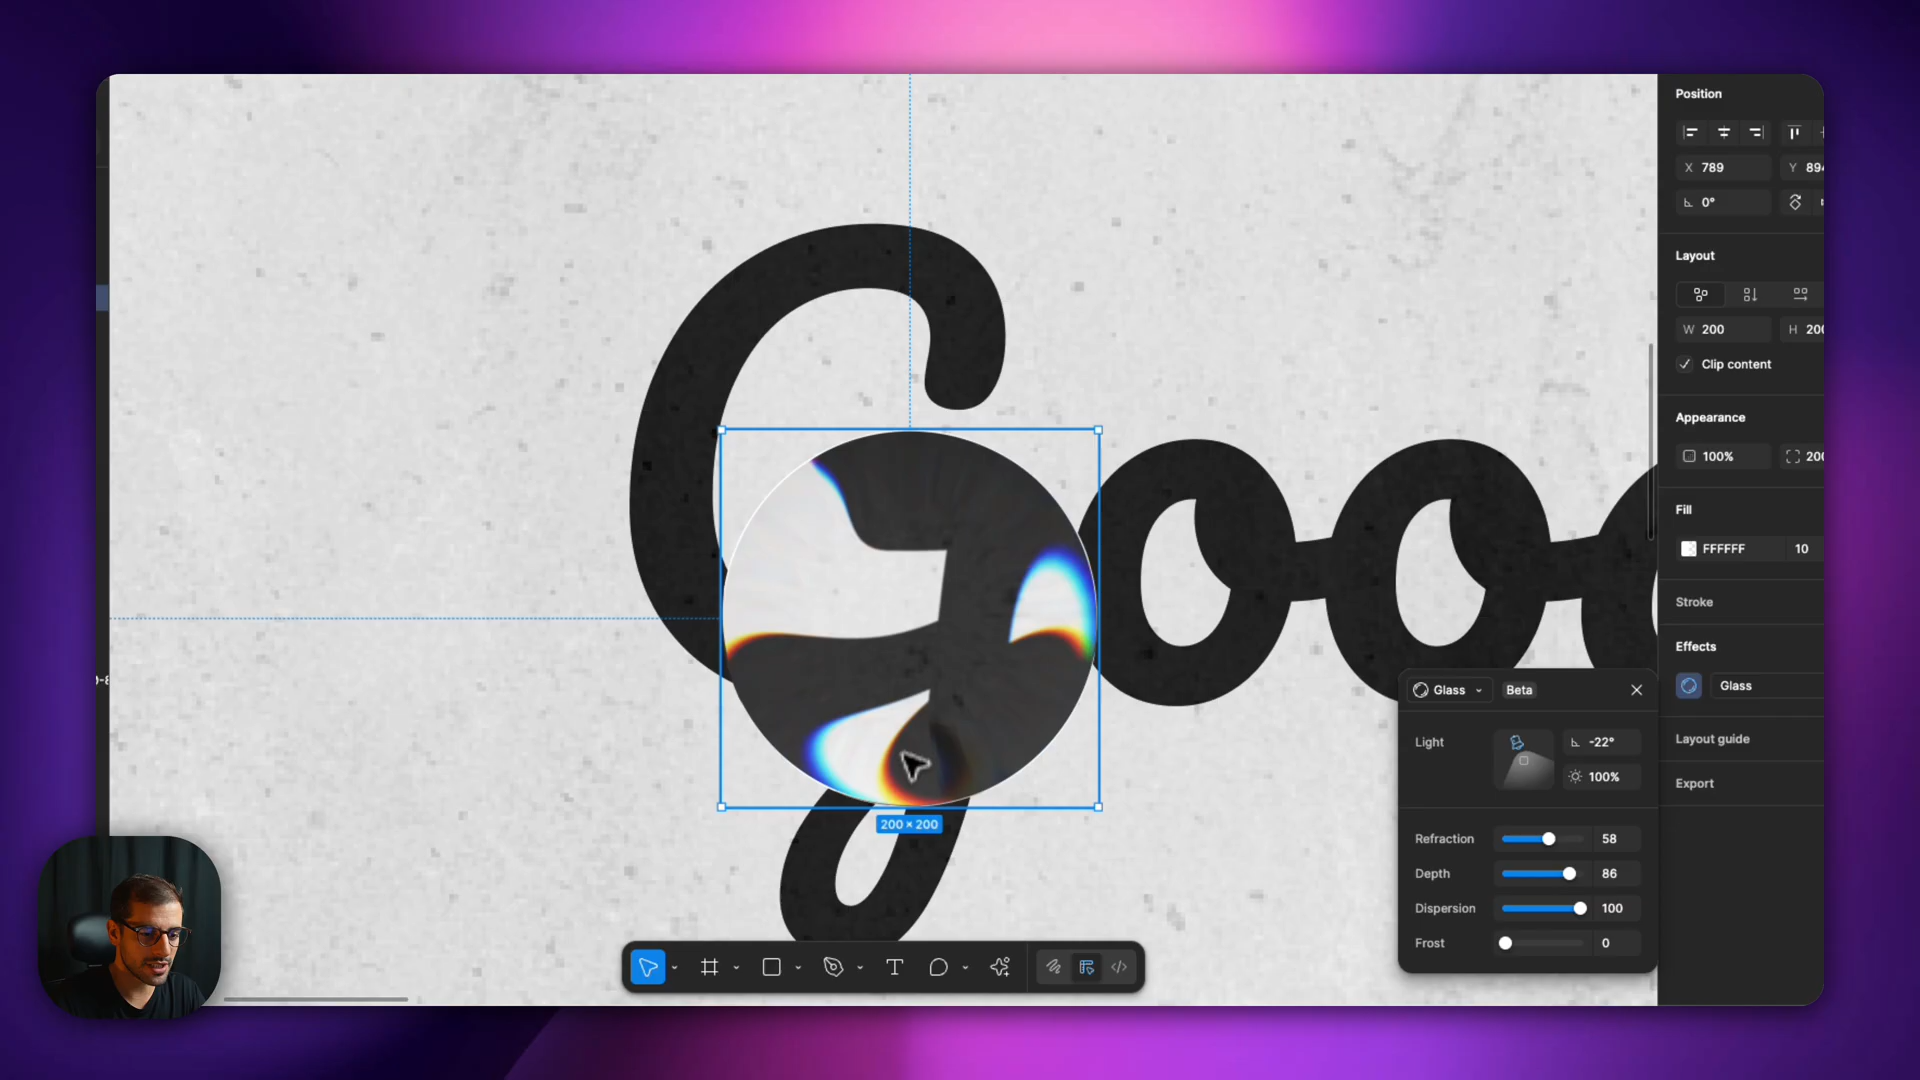 Position
X 789
Y 894
0°
Layout
W 200
H 200
Clip content
Appearance
100%
200
Fill
FFFFFF 10
Stroke
Effects
Glass
Layout guide
Export
Gooo
200 × 200
Glass Beta
Light
-22°
100%
Refraction 58
Depth 86
Dispersion 100
Frost 0